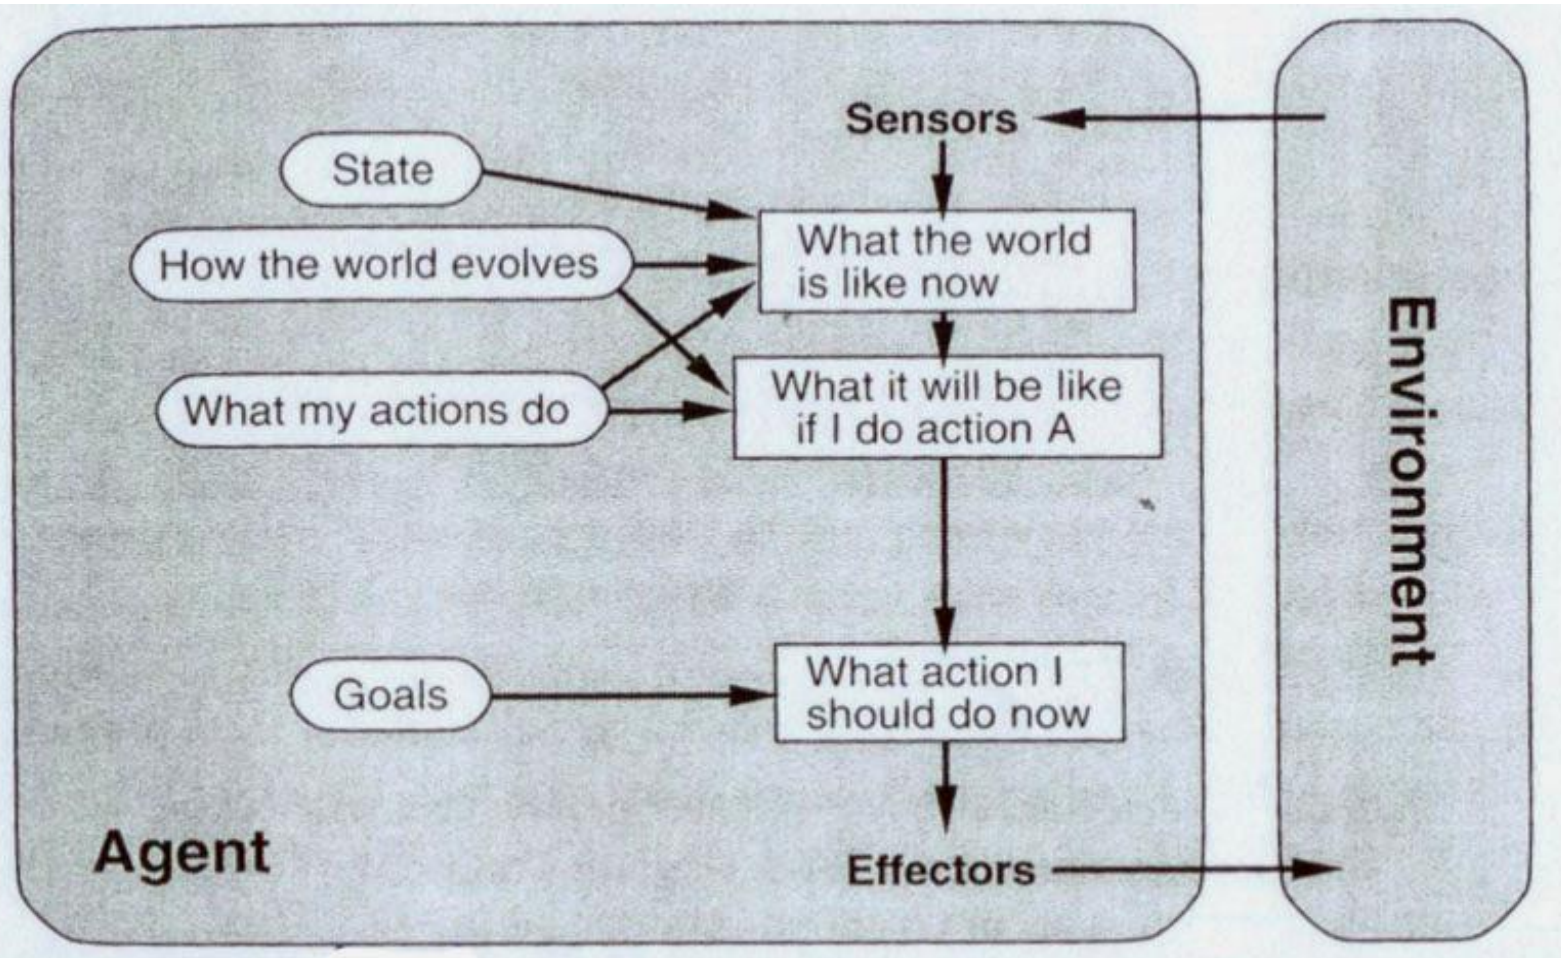 Sensors
State
What the world
is like now
How the world evolves
What it will be like
if I do action A
What my actions do
Environment
What action I
should do now
Goals
Agent
Effectors